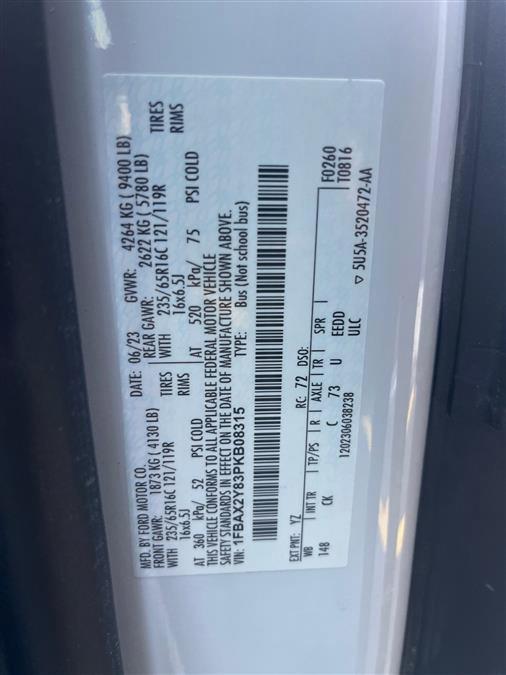 MFD. BY FORD MOTOR CO. DATE: 06/23 GVWR: 4264 KG ( 9400 LB)
FRONT GAWR: 1873 KG ( 4130 LB) REAR GAWR: 2622 KG ( 5780 LB)
WITH 235/65R16C 121/119R TIRES WITH 235/65R16C 121/119R TIRES
16x6.5J RIMS 16x6.5J RIMS
AT 360 kPa/ 52 PSI COLD AT 520 kPa/ 75 PSI COLD
THIS VEHICLE CONFORMS TO ALL APPLICABLE FEDERAL MOTOR VEHICLE
SAFETY STANDARDS IN EFFECT ON THE DATE OF MANUFACTURE SHOWN ABOVE.
VIN: 1FBAX2Y83PKB08315 TYPE: Bus (Not school bus)
EXT PNT: YZ RC: 72 DSO: F0260
WB INT TR TP/PS R AXLE TR SPR T0816
148 CK C 73 U EEDD
ULC
1202306038238 ▽ 5U5A-3520472-AA